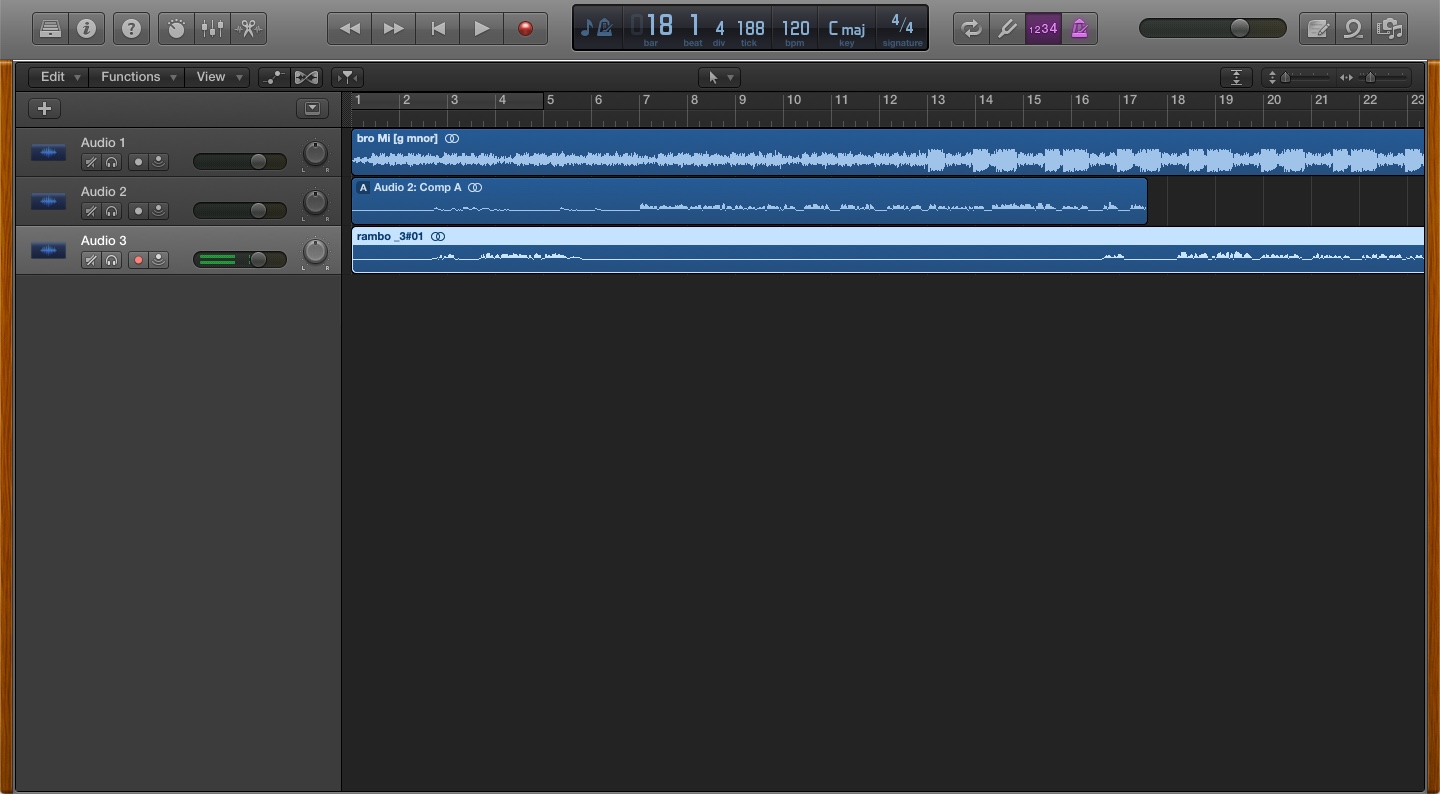 18 1 4 188 120 C maj 4/4
bar beat div tick bpm key signature
1234
Edit Functions View
1 2 3 4 5 6 7 8 9 10 11 12 13 14 15 16 17 18 19 20 21 22 23
Audio 1
L R
bro Mi [g mnor]
Audio 2
L R
A Audio 2: Comp A
Audio 3
L R
rambo _3#01